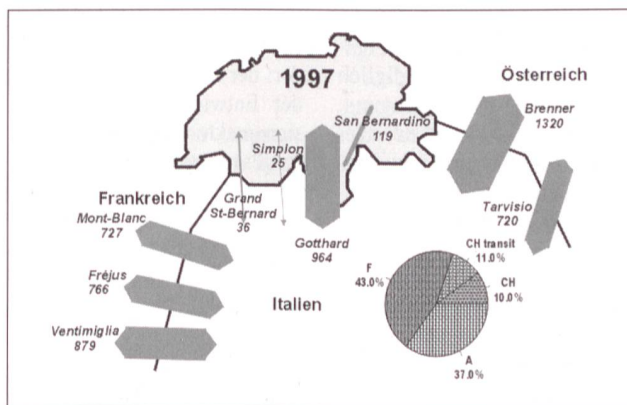 1997
Österreich
Brenner
1320
San Bernardino
119
Simplon
25
Tarvisio
720
Frankreich
Mont-Blanc
727
Grand
St-Bernard
36
Gotthard
964
Fréjus
766
Italien
Ventimiglia
879
CH transit
11.0%
F
43.0%
CH
10.0%
A
37.0%